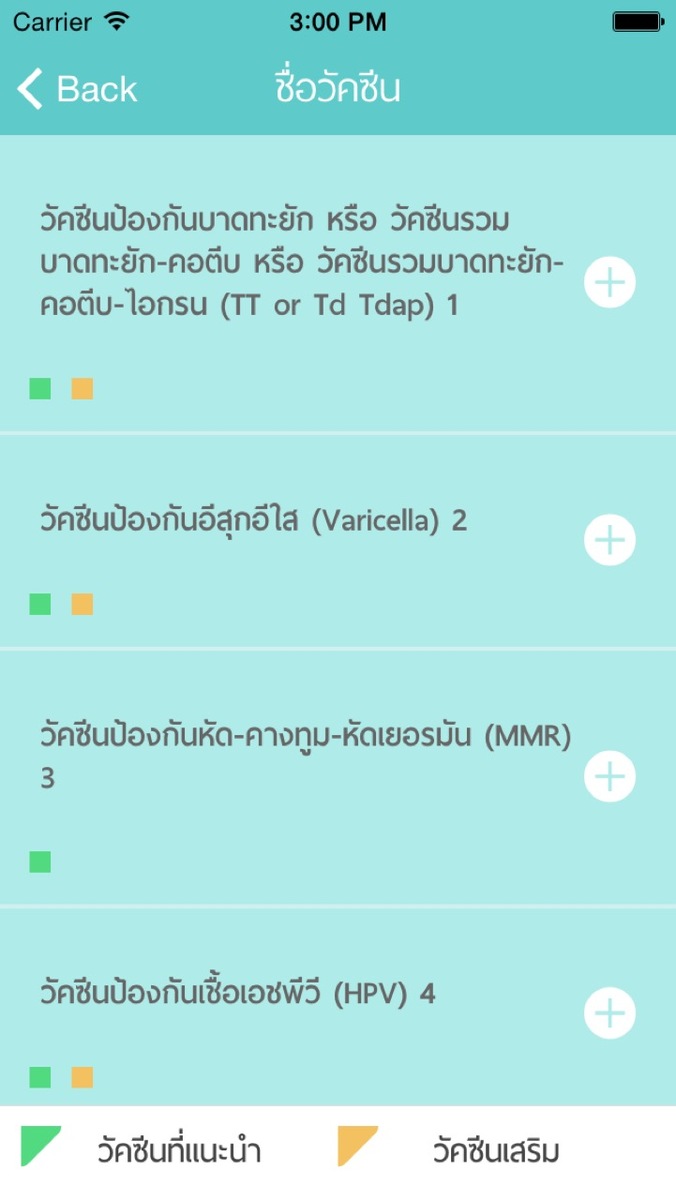 Carrier 3:00 PM
Back ชื่อวัคซีน
วัคซีนป้องกันบาดทะยัก หรือ วัคซีนรวม
บาดทะยัก-คอตีบ หรือ วัคซีนรวมบาดทะยัก-
คอตีบ-ไอกรน (TT or Td Tdap) 1
วัคซีนป้องกันอีสุกอีใส (Varicella) 2
วัคซีนป้องกันหัด-คางทูม-หัดเยอรมัน (MMR)
3
วัคซีนป้องกันเชื้อเอชพีวี (HPV) 4
วัคซีนที่แนะนำ วัคซีนเสริม